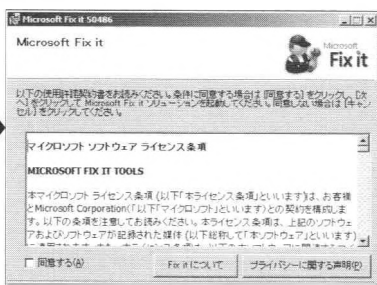 Microsoft Fix it 50486
Microsoft Fix it
Microsoft
Fix it
以下の使用許諾契約書をお読みください。条件に同意する場合は [同意する] をクリックし、[次
へ] をクリックして Microsoft Fix it ソリューションを起動してください。同意しない場合は [キャン
セル] をクリックしてください。
マイクロソフト ソフトウェア ライセンス条項
MICROSOFT FIX IT TOOLS
本マイクロソフト ライセンス条項 (以下「本ライセンス条項」といいます)は、お客様
とMicrosoft Corporation(「以下「マイクロソフト」といいます) との契約を構成しま
す。以下の条項を注意してお読みください。本ライセンス条項は、上記のソフトウェ
アおよびソフトウェアが記録された媒体 (以下総称して「本ソフトウェア」といいます)
同意する(A)
Fix it について
プライバシーに関する声明(P)